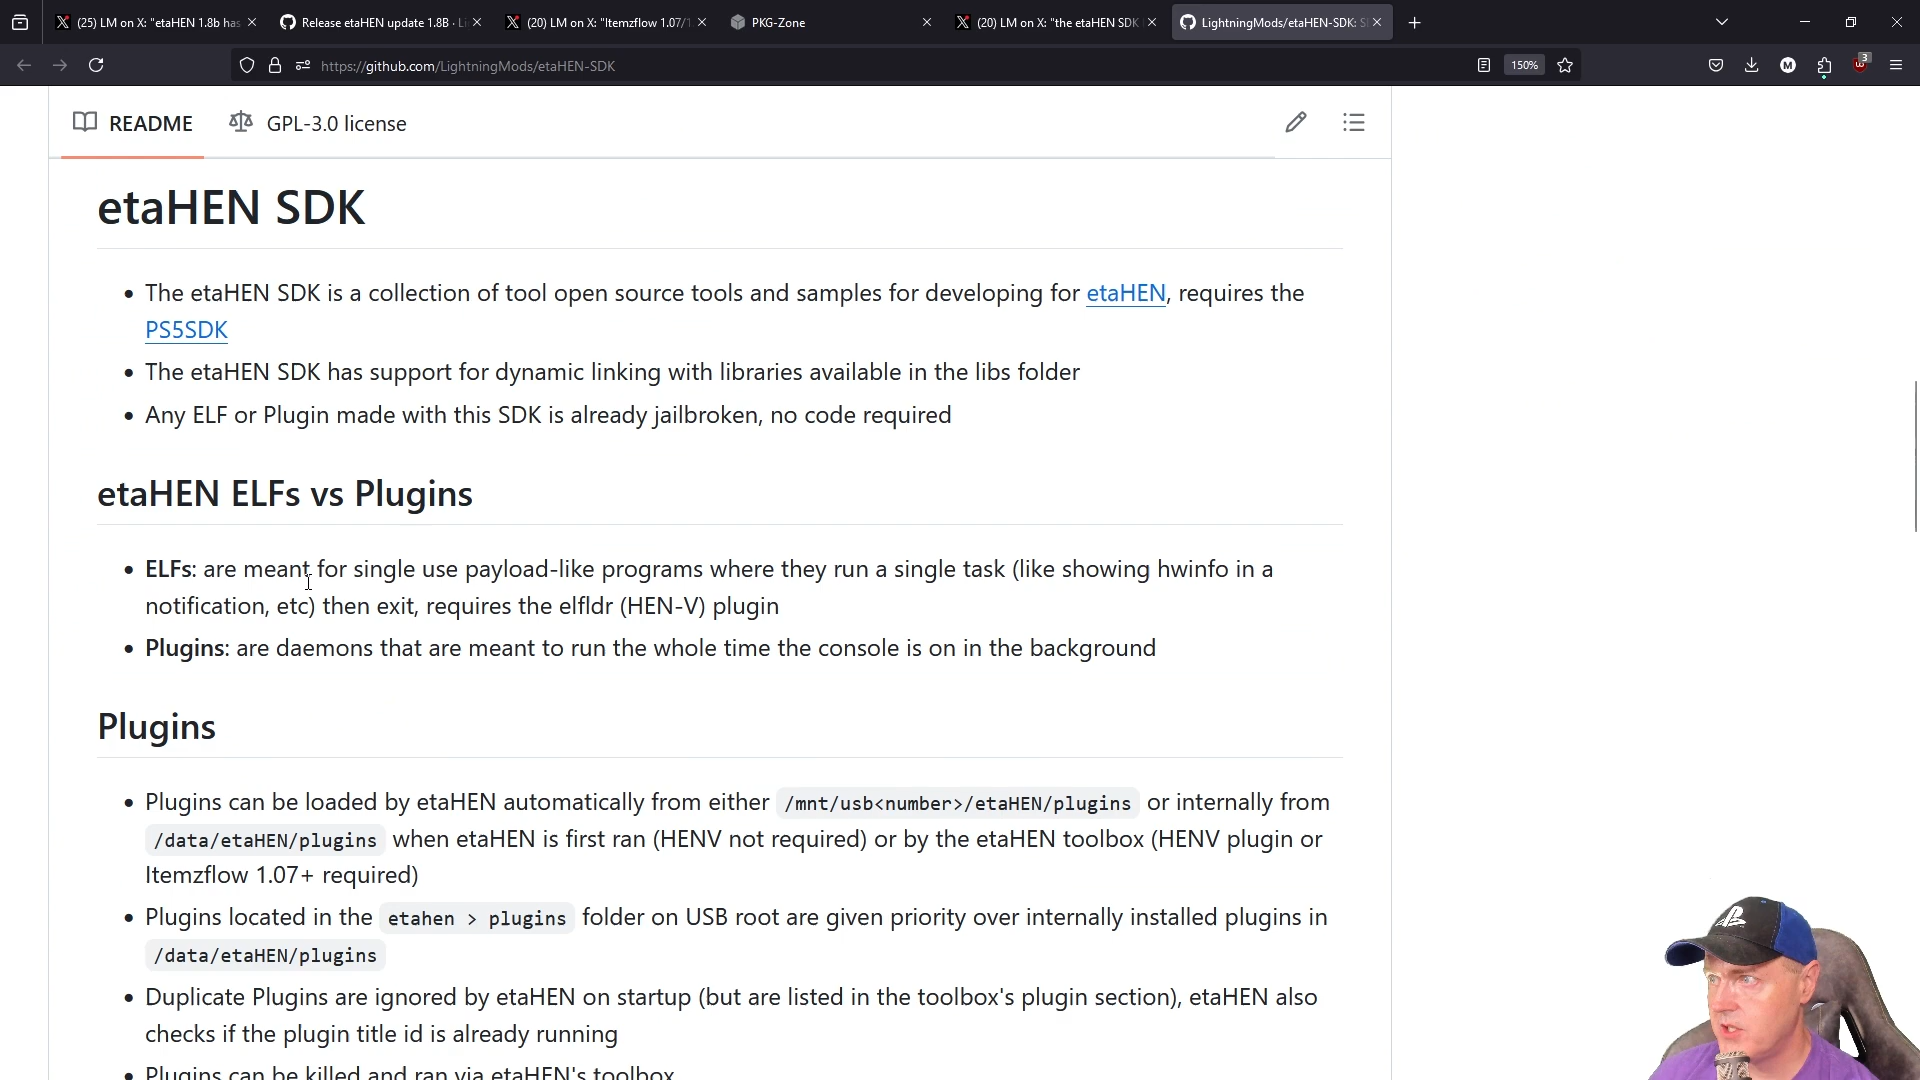 (25) LM on X: "etaHEN 1.8b has
Release etaHEN update 1.8B · Li
(20) LM on X: "Itemzflow 1.07/1
PKG-Zone
(20) LM on X: "the etaHEN SDK
LightningMods/etaHEN-SDK: S
https://github.com/LightningMods/etaHEN-SDK
150%
M
3
README
GPL-3.0 license
etaHEN SDK
• The etaHEN SDK is a collection of tool open source tools and samples for developing for etaHEN, requires the
PS5SDK
• The etaHEN SDK has support for dynamic linking with libraries available in the libs folder
• Any ELF or Plugin made with this SDK is already jailbroken, no code required
etaHEN ELFs vs Plugins
• ELFs: are meant for single use payload-like programs where they run a single task (like showing hwinfo in a
notification, etc) then exit, requires the elfldr (HEN-V) plugin
• Plugins: are daemons that are meant to run the whole time the console is on in the background
Plugins
• Plugins can be loaded by etaHEN automatically from either /mnt/usb<number>/etaHEN/plugins or internally from
/data/etaHEN/plugins when etaHEN is first ran (HENV not required) or by the etaHEN toolbox (HENV plugin or
Itemzflow 1.07+ required)
• Plugins located in the etahen > plugins folder on USB root are given priority over internally installed plugins in
/data/etaHEN/plugins
• Duplicate Plugins are ignored by etaHEN on startup (but are listed in the toolbox's plugin section), etaHEN also
checks if the plugin title id is already running
• Plugins can be killed and ran via etaHEN's toolbox